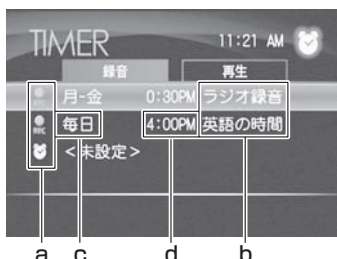 TIMER 11:21 AM
録音 再生
REC 月-金 0:30PM ラジオ録音
REC 毎日 4:00PM 英語の時間
<未設定>
a c d b